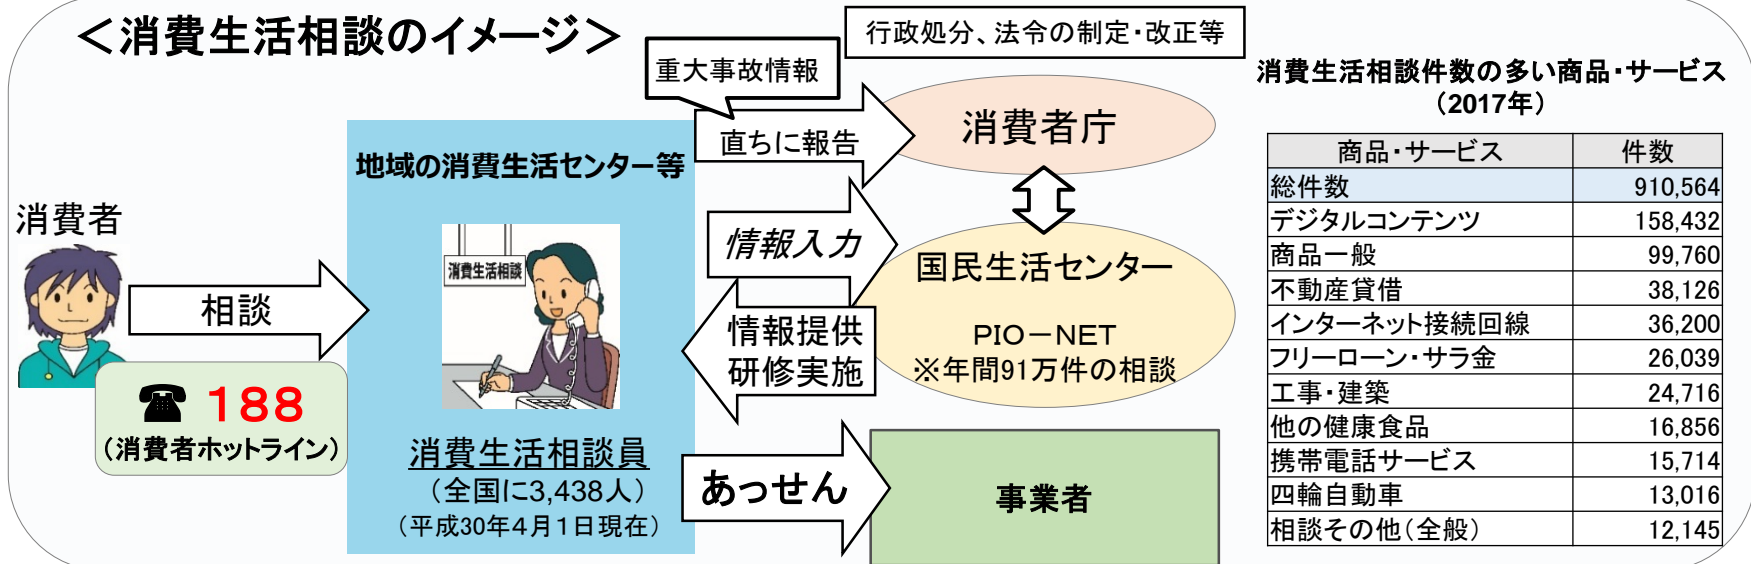 ＜消費生活相談のイメージ＞
行政処分、法令の制定・改正等
重大事故情報
直ちに報告
消費者庁
地域の消費生活センター等
消費者
消費生活相談
相談
情報入力
国民生活センター
PIO－NET
※年間91万件の相談
情報提供
研修実施
☎ 188
（消費者ホットライン）
消費生活相談員
（全国に3,438人）
（平成30年4月1日現在）
あっせん
事業者
消費生活相談件数の多い商品・サービス
（2017年）
商品・サービス 件数
総件数 910,564
デジタルコンテンツ 158,432
商品一般 99,760
不動産貸借 38,126
インターネット接続回線 36,200
フリーローン・サラ金 26,039
工事・建築 24,716
他の健康食品 16,856
携帯電話サービス 15,714
四輪自動車 13,016
相談その他（全般） 12,145